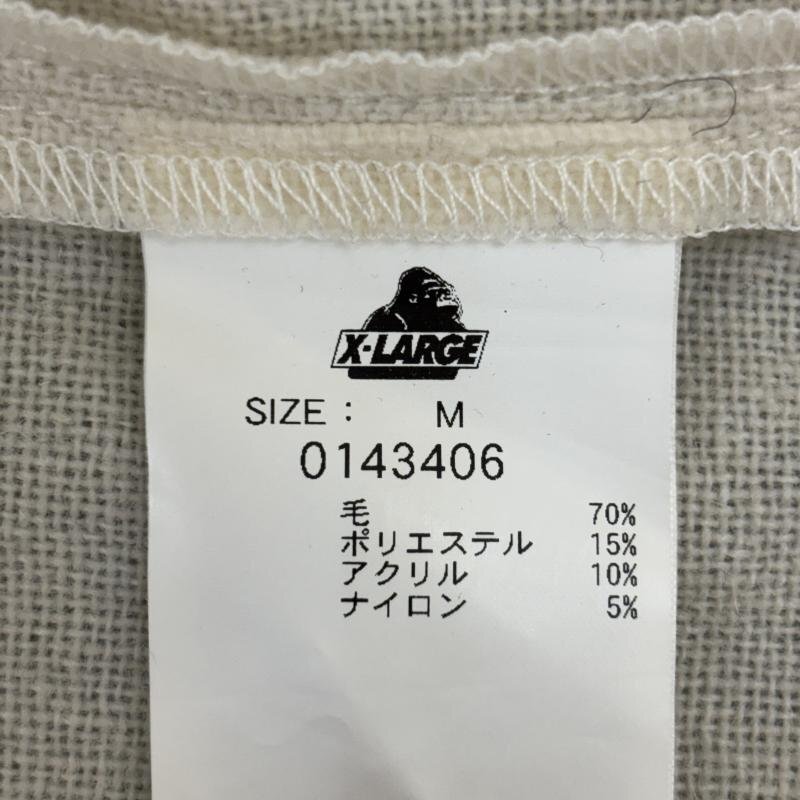 X-LARGE
SIZE : M
0143406
毛 70%
ポリエステル 15%
アクリル 10%
ナイロン 5%